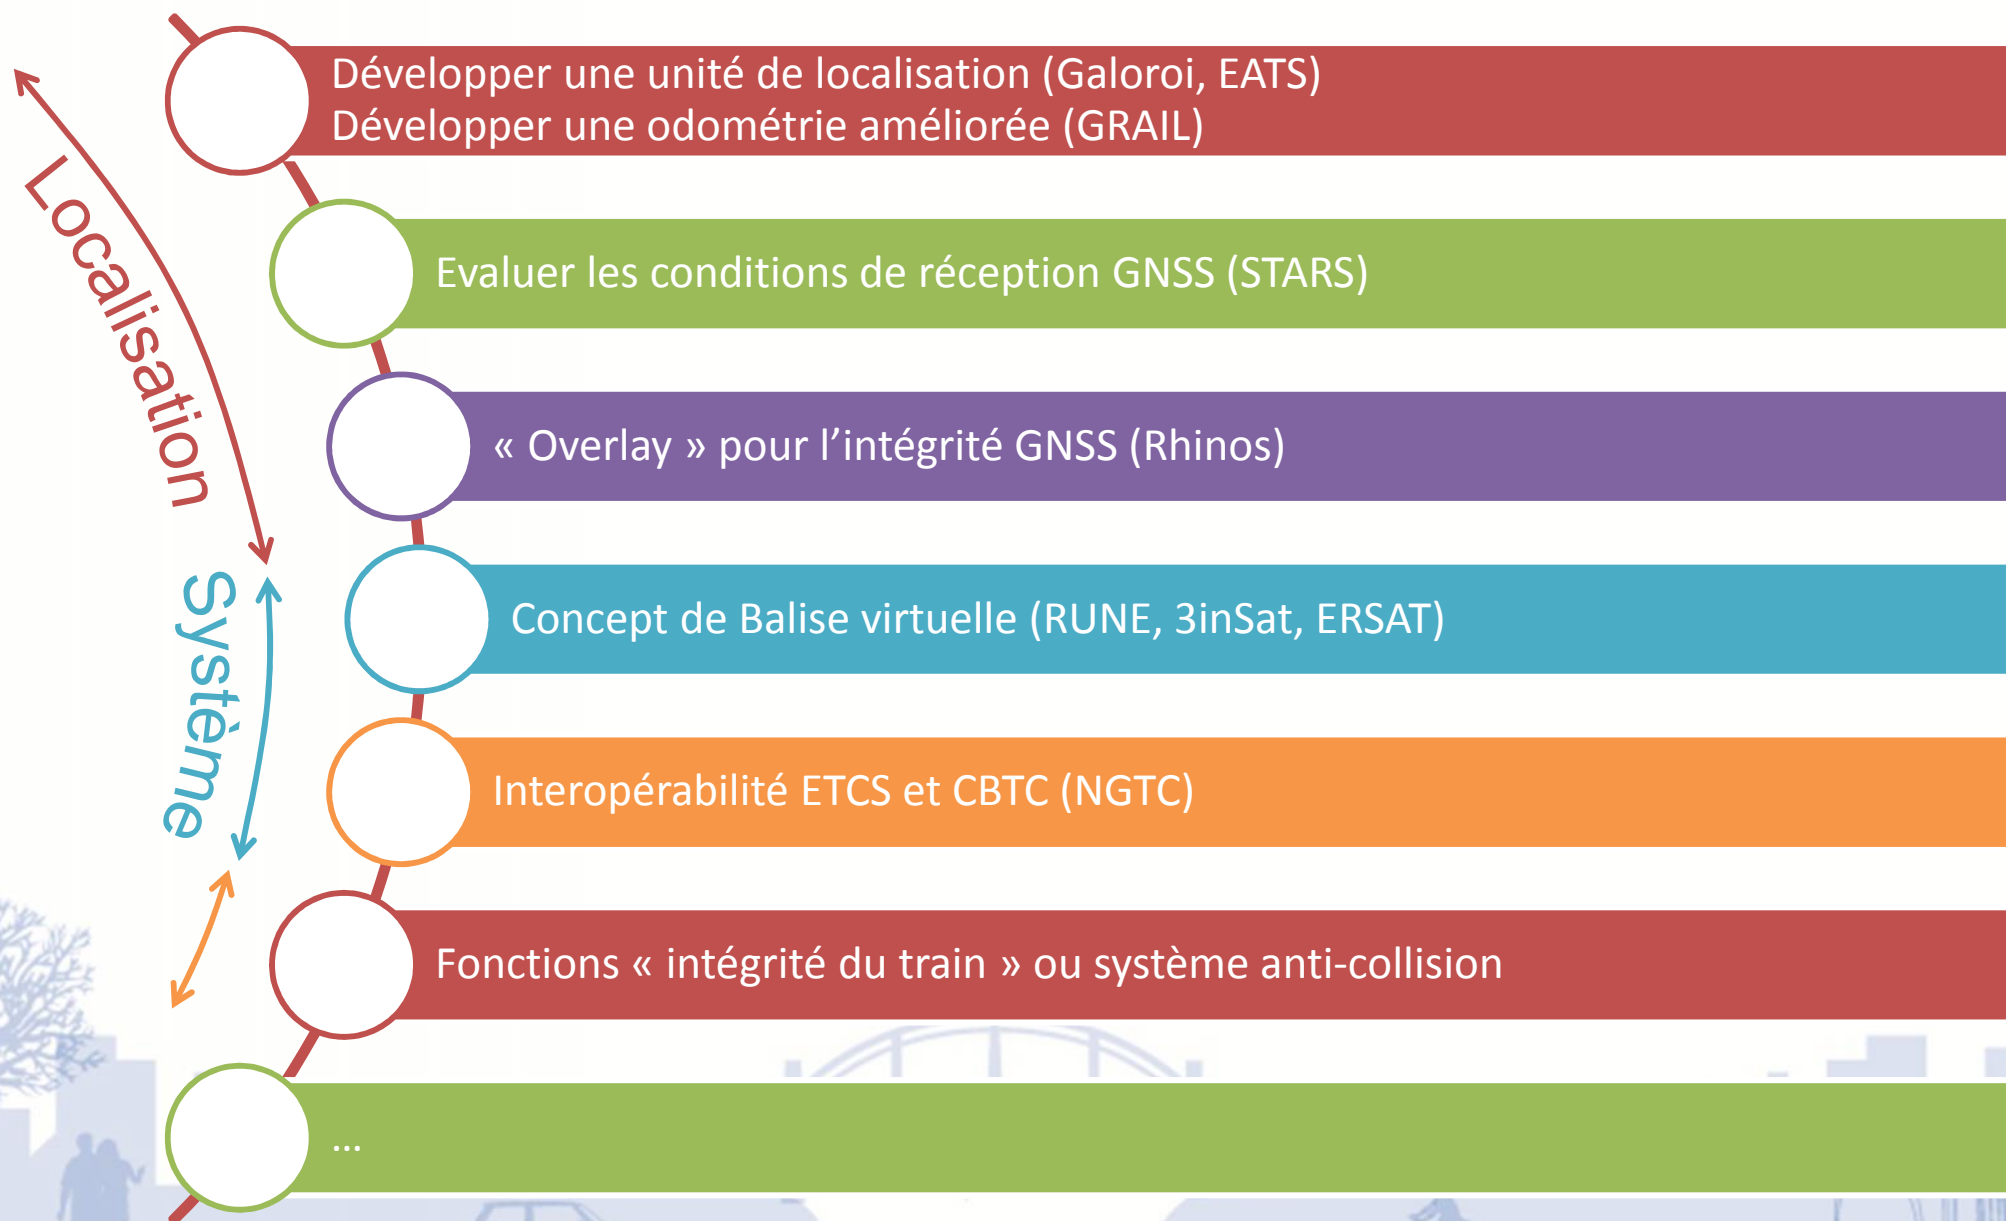 Développer une unité de localisation (Galoroi, EATS)
Développer une odométrie améliorée (GRAIL)
Localisation
Evaluer les conditions de réception GNSS (STARS)
« Overlay » pour l’intégrité GNSS (Rhinos)
Système
Concept de Balise virtuelle (RUNE, 3inSat, ERSAT)
Interopérabilité ETCS et CBTC (NGTC)
Fonctions « intégrité du train » ou système anti-collision
...